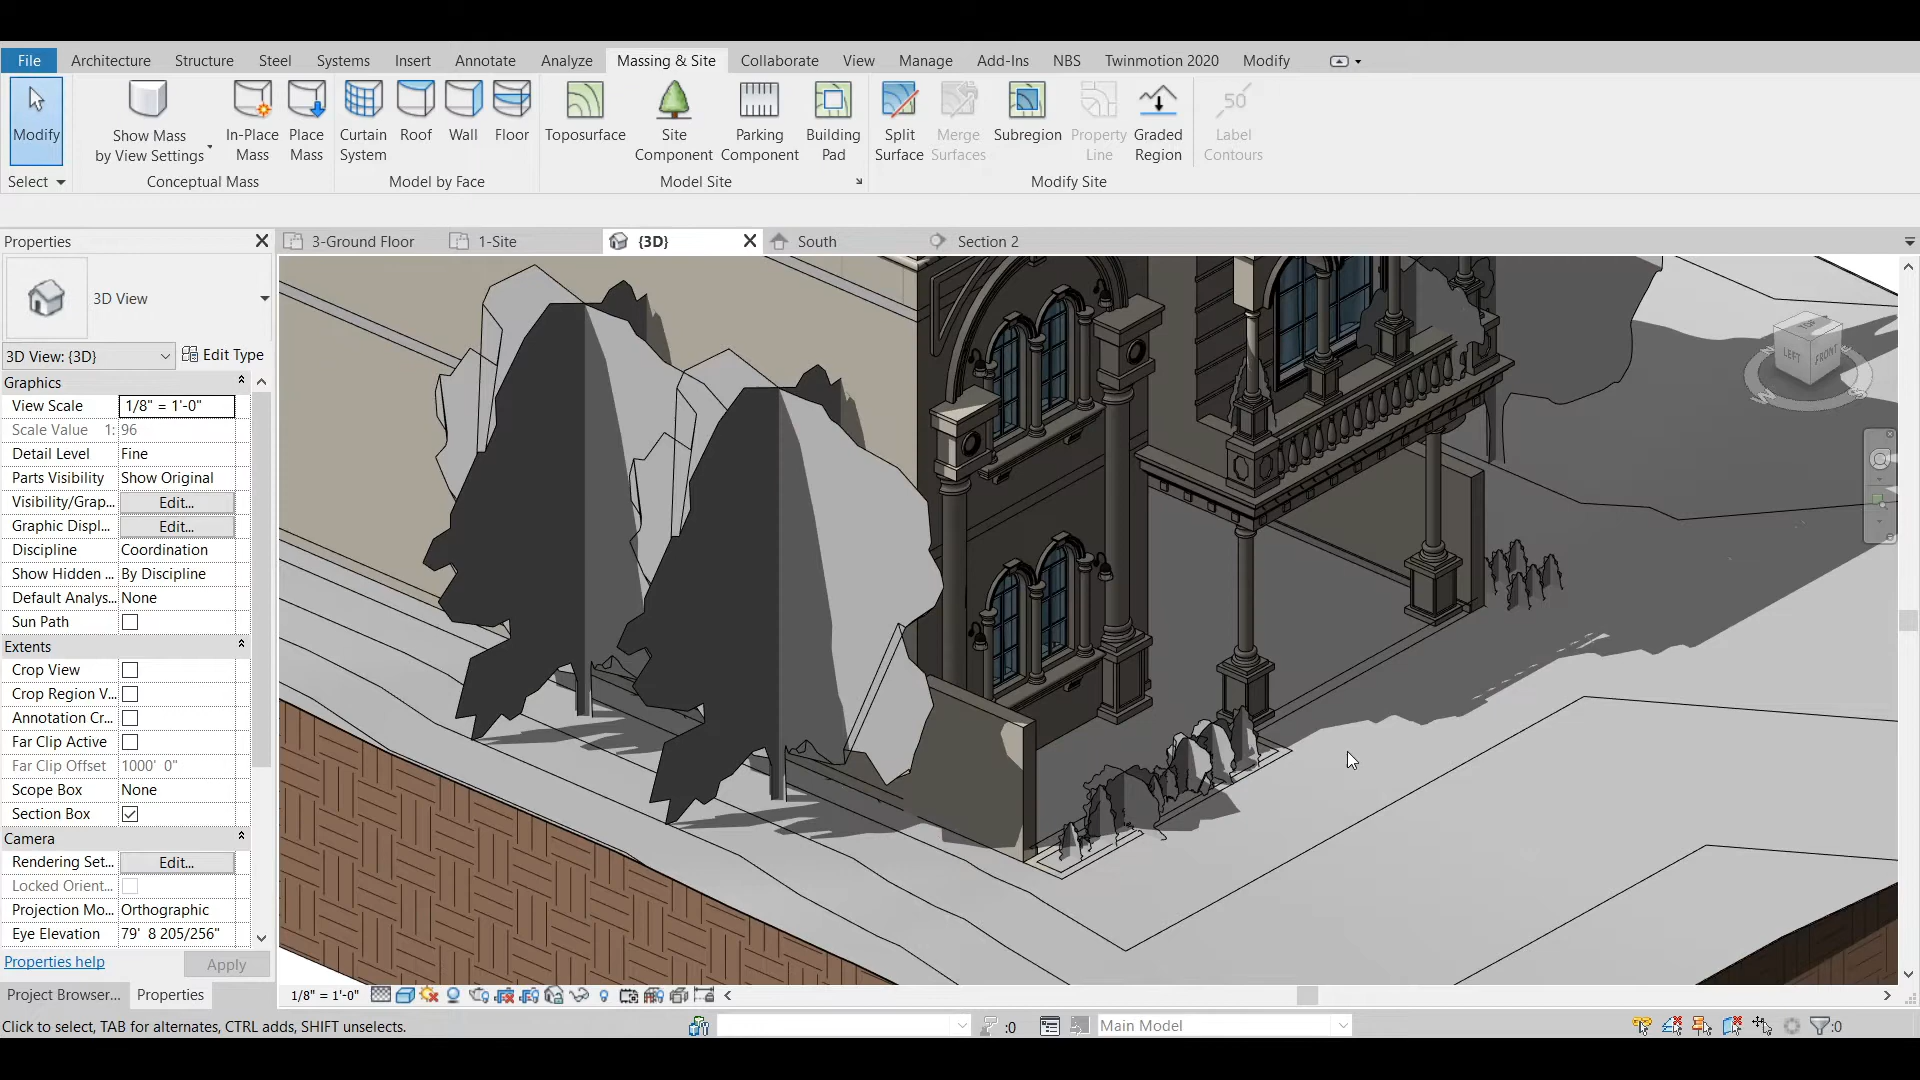 File Architecture Structure Steel Systems Insert Annotate Analyze Massing & Site Collaborate View Manage Add-Ins NBS Twinmotion 2020 Modify
Modify
Show Mass
by View Settings
In-Place
Mass
Place
Mass
Curtain
System
Roof
Wall
Floor
Toposurface
Site
Component
Parking
Component
Building
Pad
Split
Surface
Merge
Surfaces
Subregion
Property
Line
Graded
Region
50
Label
Contours
Select
Conceptual Mass
Model by Face
Model Site
Modify Site
Properties
3-Ground Floor
1-Site
{3D}
South
Section 2
3D View
3D View: {3D}
Edit Type
Graphics
View Scale 1/8" = 1'-0"
Scale Value 1: 96
Detail Level Fine
Parts Visibility Show Original
Visibility/Grap... Edit...
Graphic Displ... Edit...
Discipline Coordination
Show Hidden ... By Discipline
Default Analys... None
Sun Path
Extents
Crop View
Crop Region V...
Annotation Cr...
Far Clip Active
Far Clip Offset 1000' 0"
Scope Box None
Section Box
Camera
Rendering Set... Edit...
Locked Orient...
Projection Mo... Orthographic
Eye Elevation 79' 8 205/256"
Properties help
Apply
Project Browser...
Properties
TOP
LEFT
FRONT
W
S
1/8" = 1'-0"
Click to select, TAB for alternates, CTRL adds, SHIFT unselects.
:0
Main Model
:0